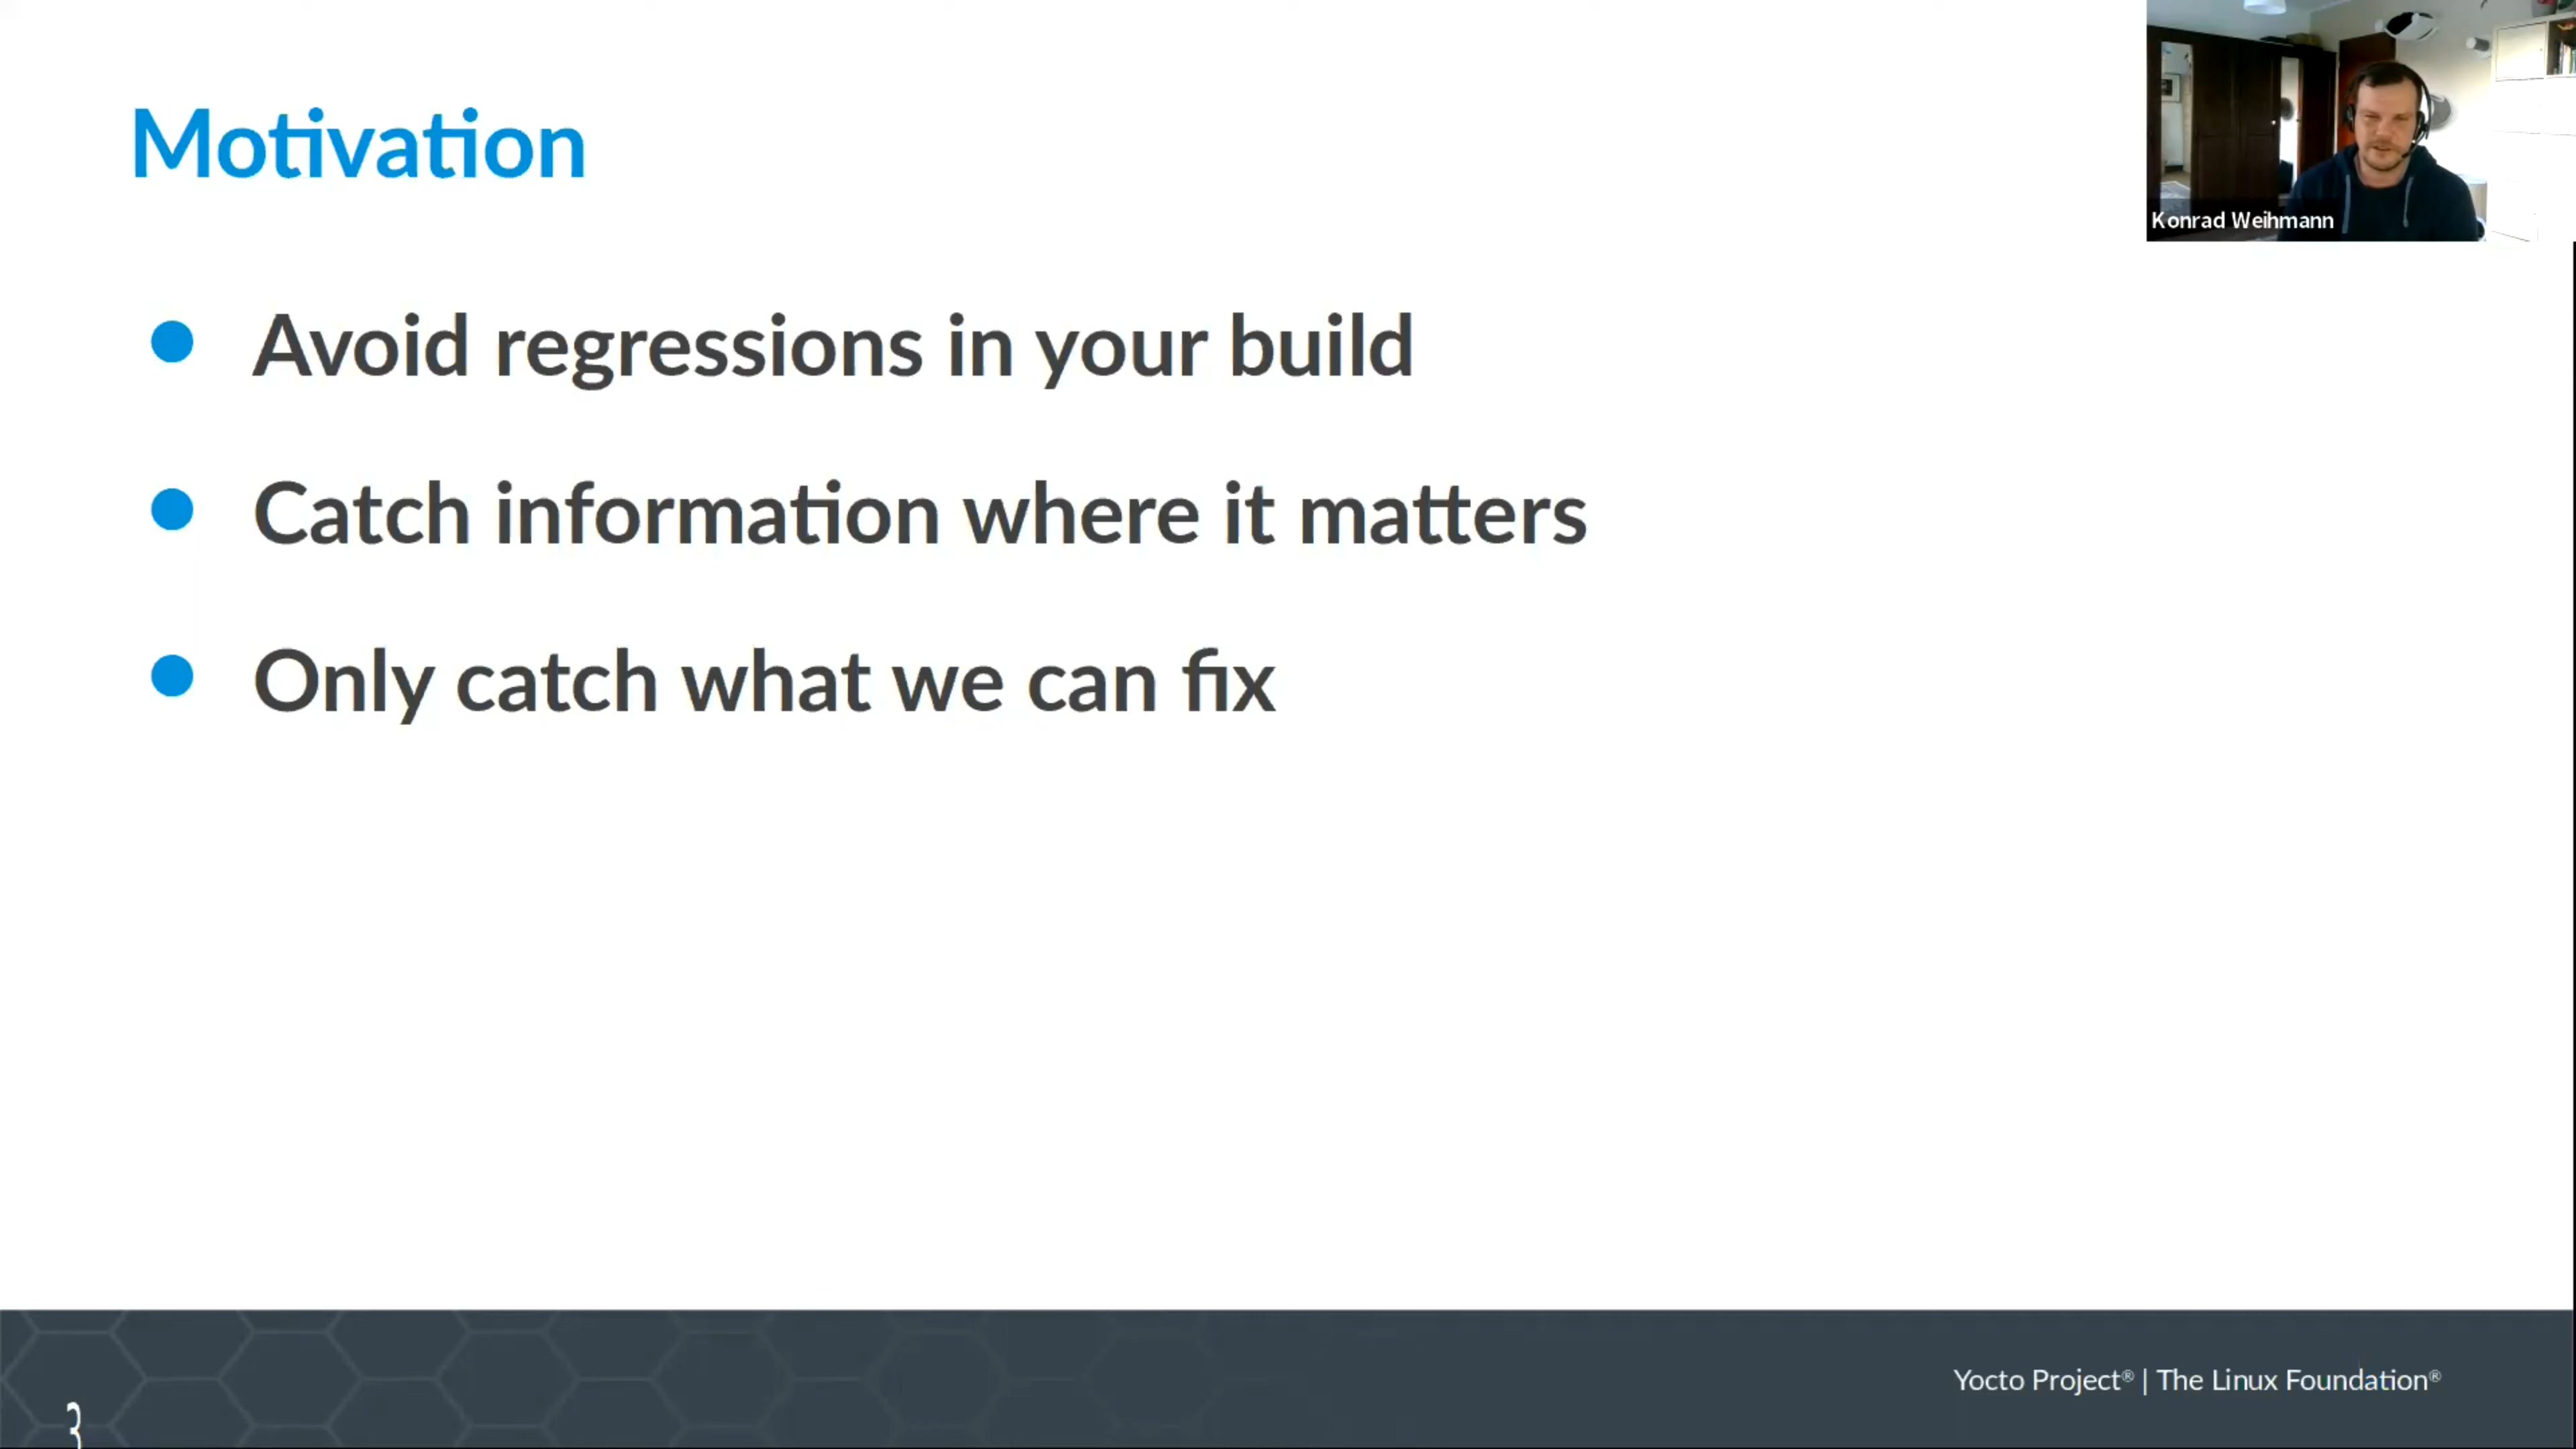 Motivation
Konrad Weihmann
● Avoid regressions in your build
● Catch information where it matters
● Only catch what we can fix
Yocto Project® | The Linux Foundation®
3